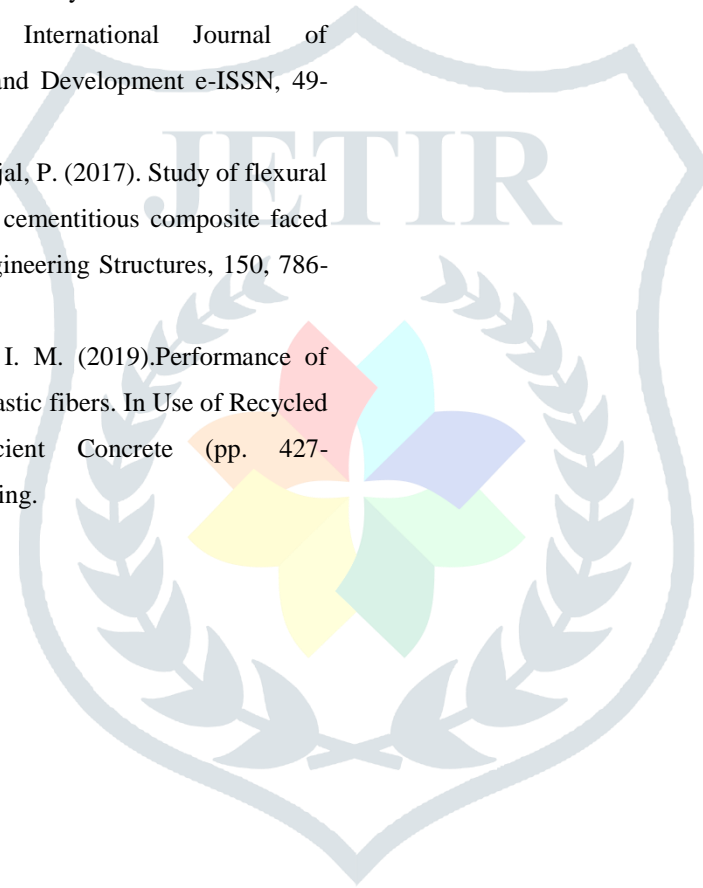 International Journal of
and Development e-ISSN, 49-
jal, P. (2017). Study of flexural
JETIR
cementitious composite faced
gineering Structures, 150, 786-
I. M. (2019).Performance of
astic fibers. In Use of Recycled
cient Concrete (pp. 427-
ing.